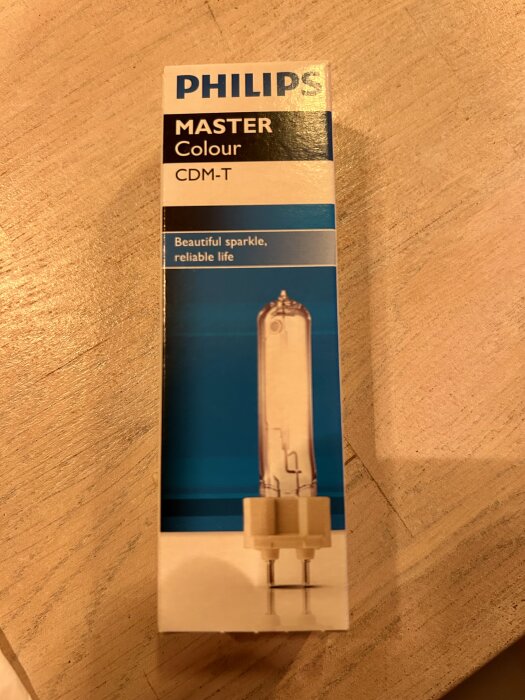 PHILIPS
MASTER
Colour
CDM-T
Beautiful sparkle,
reliable life